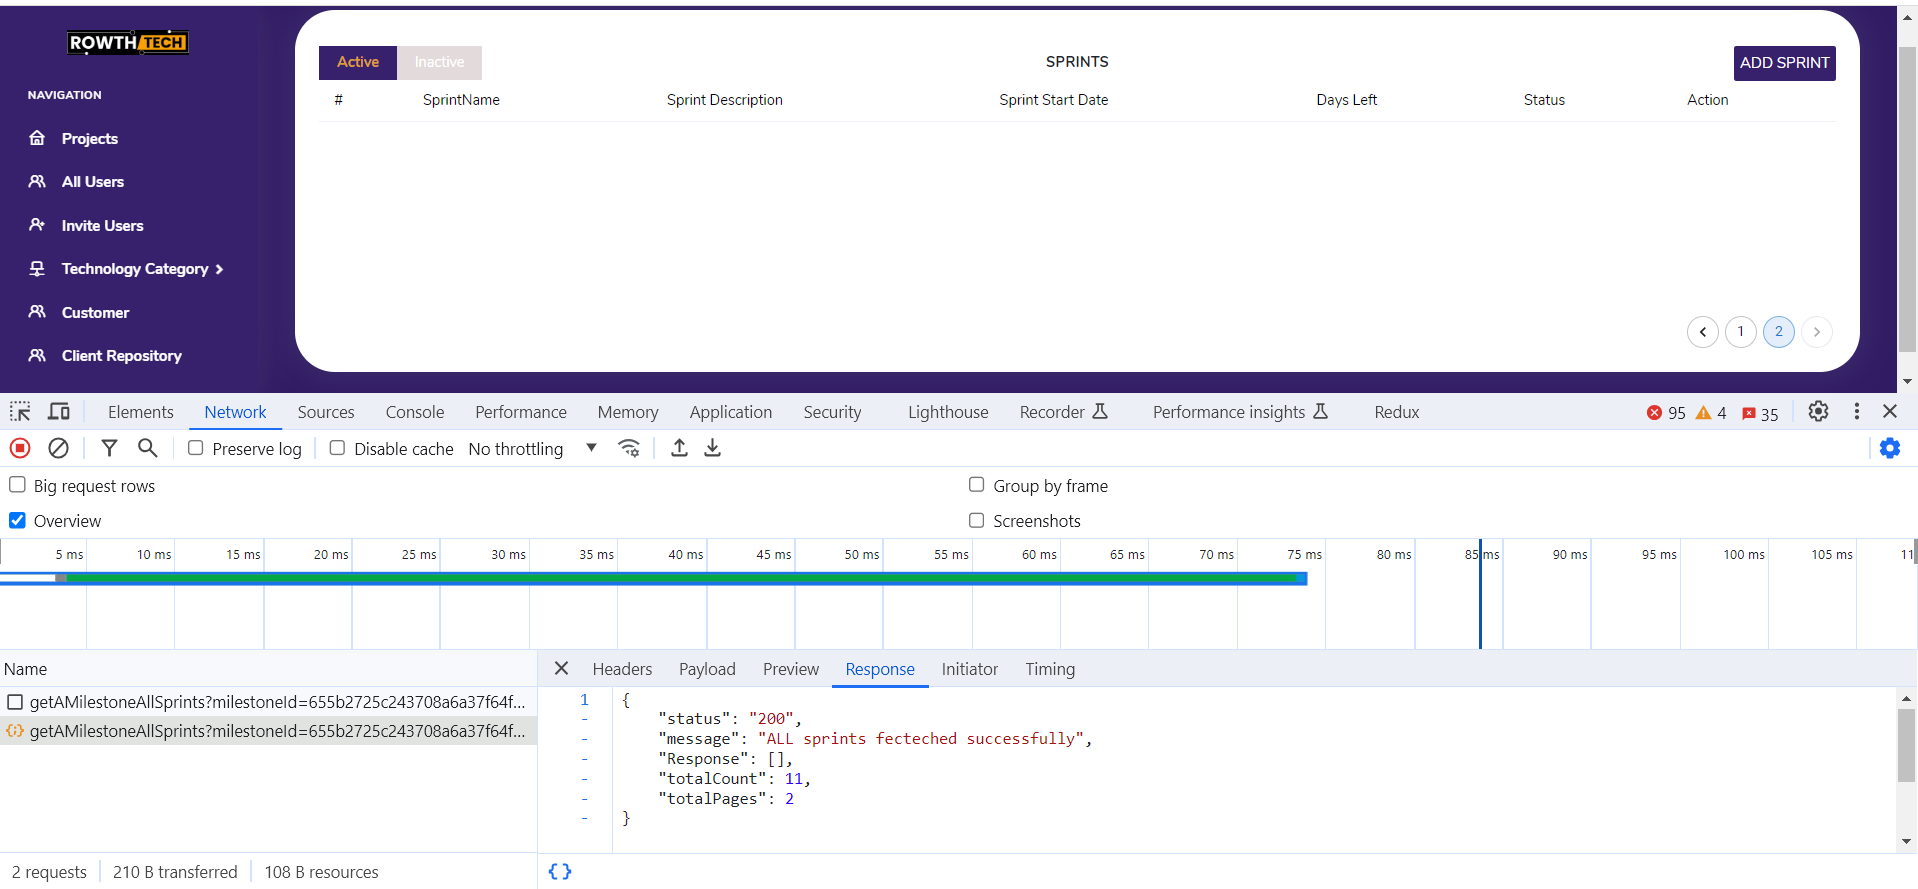 ROWTH TECH
NAVIGATION
Projects
All Users
Invite Users
Technology Category
Customer
Client Repository
Active Inactive
SPRINTS
ADD SPRINT
# SprintName Sprint Description Sprint Start Date Days Left Status Action
1 2
Elements Network Sources Console Performance Memory Application Security Lighthouse Recorder Performance insights Redux 95 4 35
Preserve log Disable cache No throttling
Big request rows Group by frame
Overview Screenshots
5 ms 10 ms 15 ms 20 ms 25 ms 30 ms 35 ms 40 ms 45 ms 50 ms 55 ms 60 ms 65 ms 70 ms 75 ms 80 ms 85 ms 90 ms 95 ms 100 ms 105 ms 11
Name
getAMilestoneAllSprints?milestoneId=655b2725c243708a6a37f64f...
getAMilestoneAllSprints?milestoneId=655b2725c243708a6a37f64f...
2 requests 210 B transferred 108 B resources
Headers Payload Preview Response Initiator Timing
1 {
- "status": "200",
- "message": "ALL sprints fecteched successfully",
- "Response": [],
- "totalCount": 11,
- "totalPages": 2
- }
{}